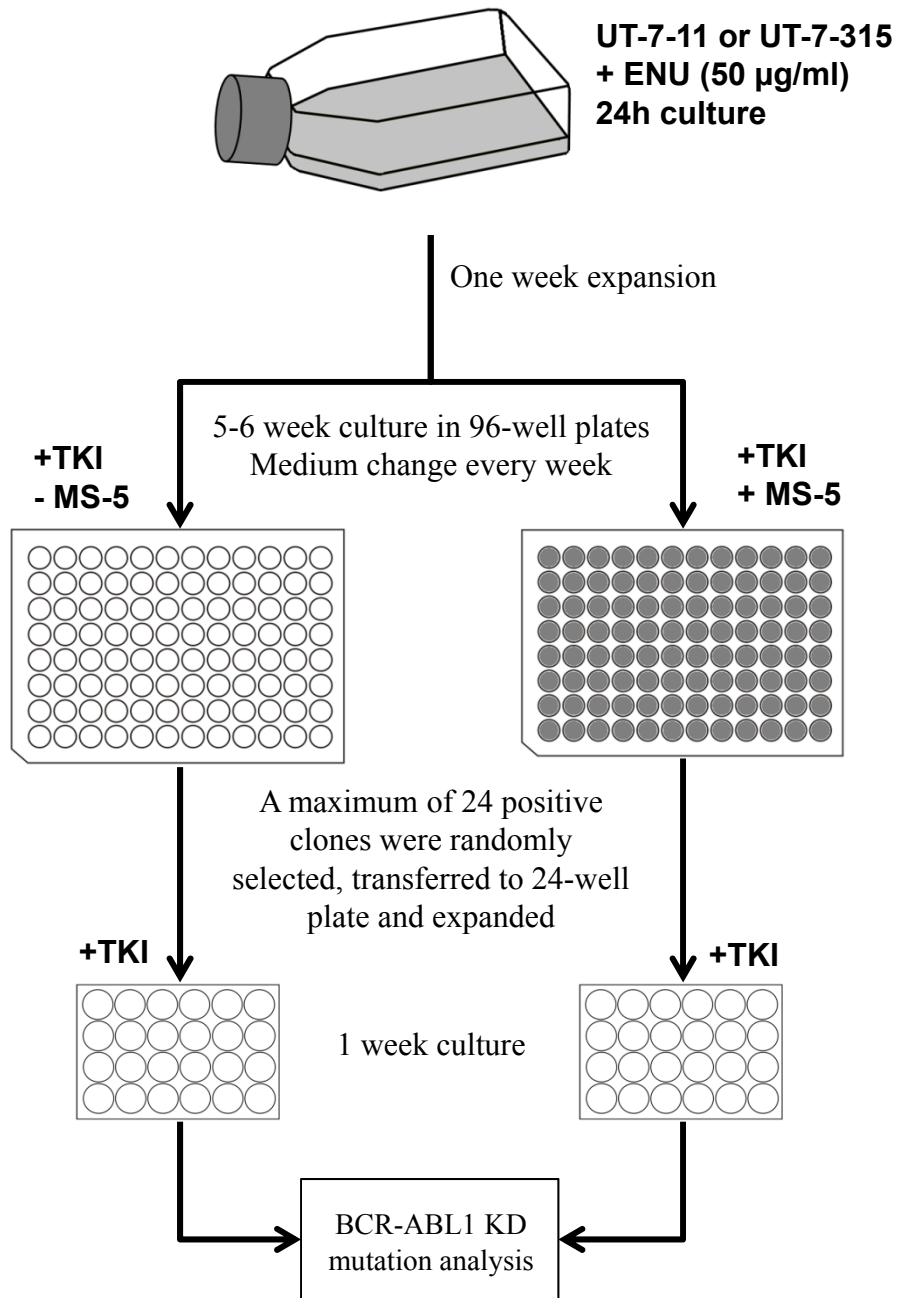 UT-7-11 or UT-7-315
+ ENU (50 µg/ml)
24h culture
One week expansion
5-6 week culture in 96-well plates
Medium change every week
+TKI
- MS-5
+TKI
+ MS-5
A maximum of 24 positive
clones were randomly
selected, transferred to 24-well
plate and expanded
+TKI
+TKI
1 week culture
BCR-ABL1 KD
mutation analysis